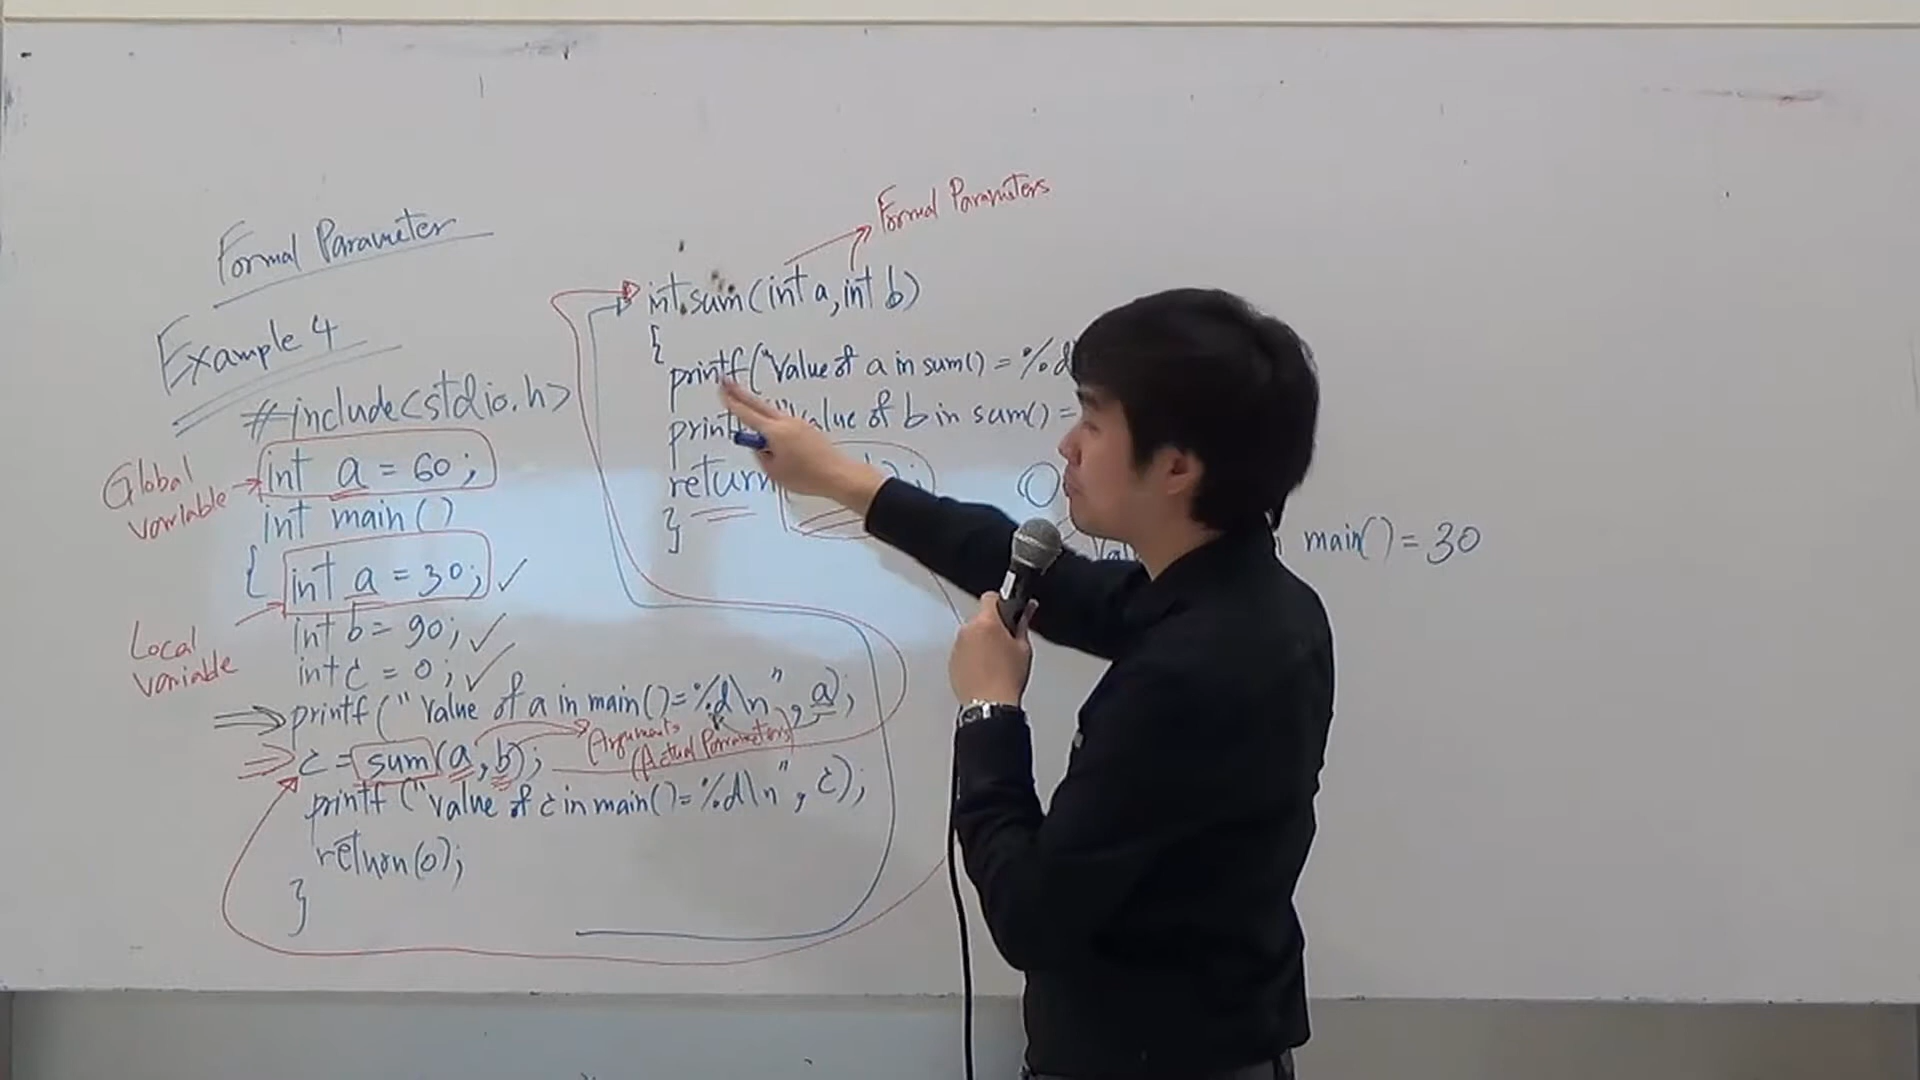 Formal Parameter
Example 4
#include<stdio.h>
Global variable
int a = 60;
int main()
{ int a = 30;
Local variable
int b = 90;
int c = 0;
printf("Value of a in main()=%d\n", a);
c = sum(a, b);
Arguments
(Actual Parameters)
printf("value of c in main()=%d\n", c);
return(0);
}
Formal Parameters
int sum(int a, int b)
{
printf("Value of a in sum() = %d
"Value of b in sum() =
return
}
main() = 30